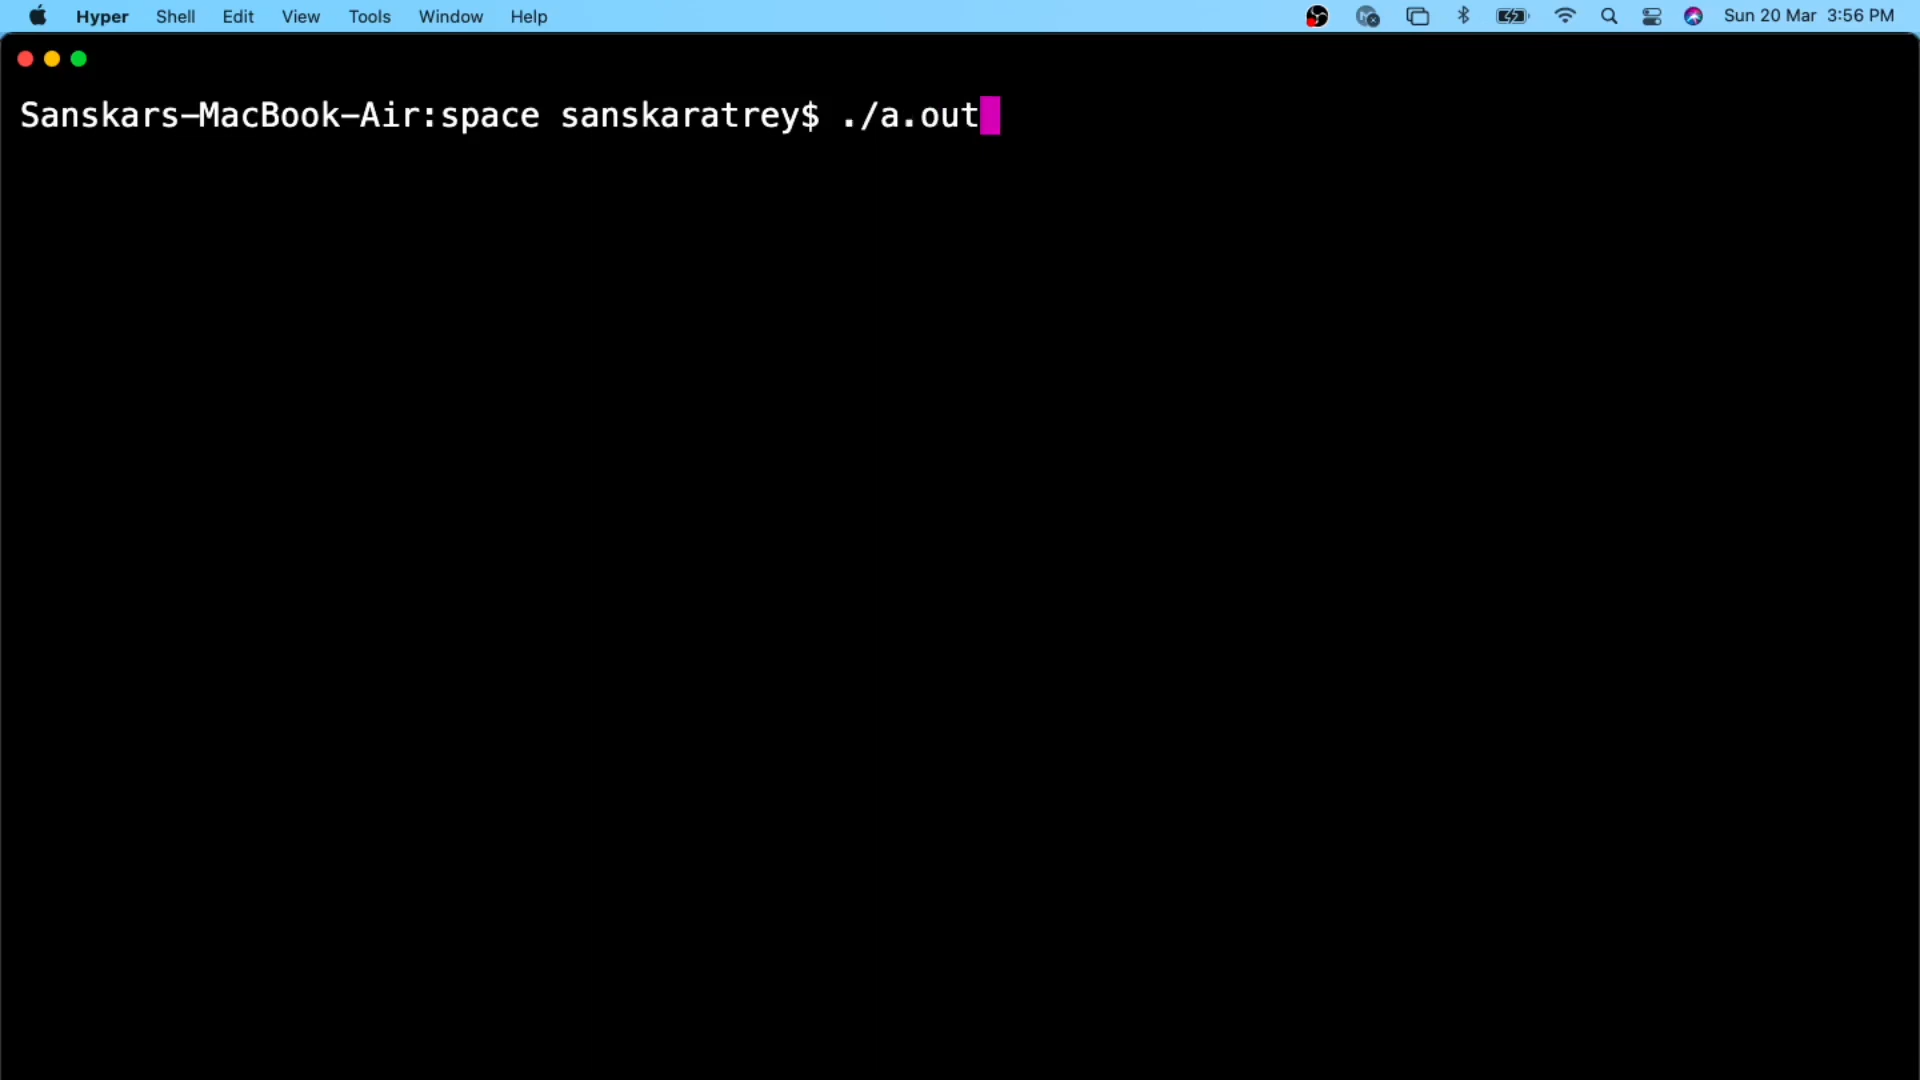 Hyper Shell Edit View Tools Window Help Sun 20 Mar 3:56 PM
Sanskars-MacBook-Air:space sanskaratrey$ ./a.out